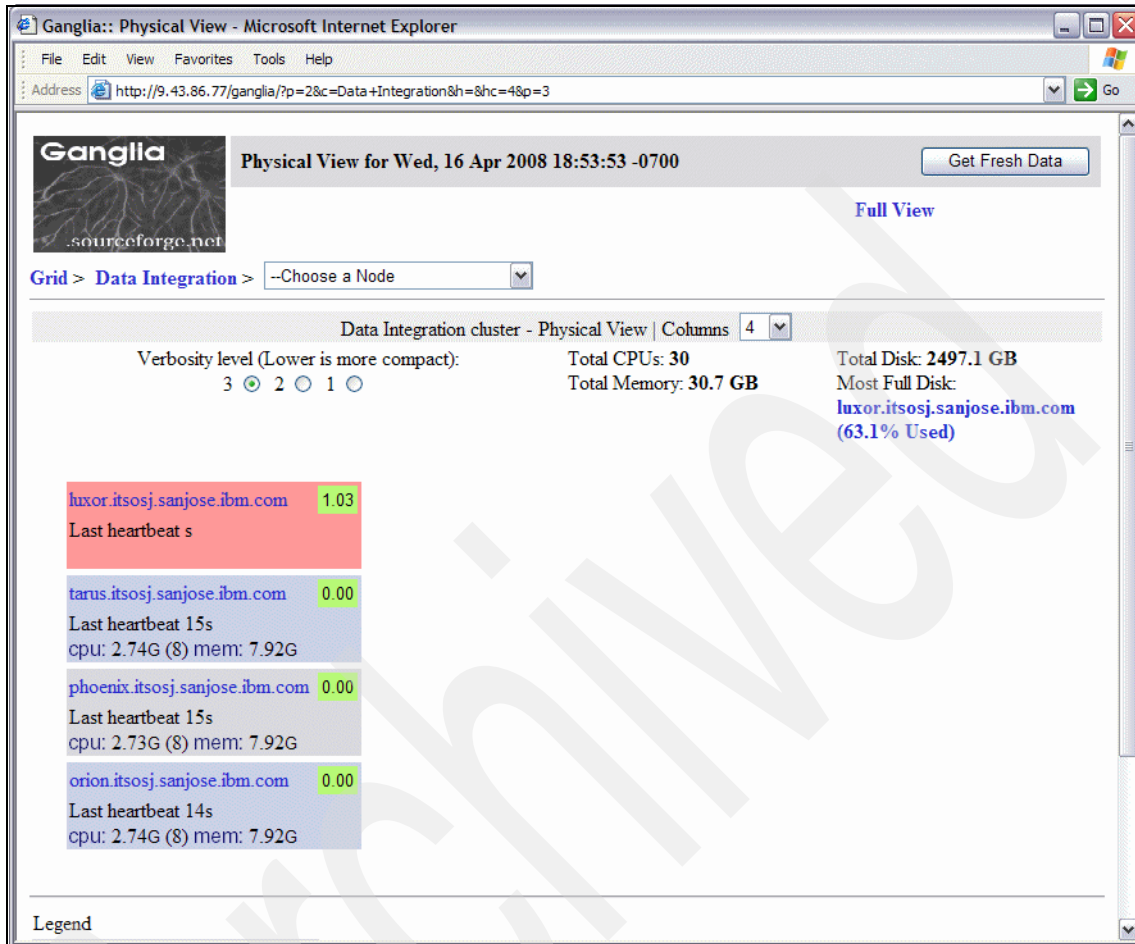 Ganglia:: Physical View - Microsoft Internet Explorer
File Edit View Favorites Tools Help
Address http://9.43.86.77/ganglia/?p=2&c=Data+Integration&h=&hc=4&p=3 Go
Ganglia
.sourceforge.net
Physical View for Wed, 16 Apr 2008 18:53:53 -0700
Get Fresh Data
Full View
Grid > Data Integration > --Choose a Node
Data Integration cluster - Physical View | Columns 4
Verbosity level (Lower is more compact):
3 2 1
Total CPUs: 30
Total Memory: 30.7 GB
Total Disk: 2497.1 GB
Most Full Disk:
luxor.itsosj.sanjose.ibm.com
(63.1% Used)
luxor.itsosj.sanjose.ibm.com 1.03
Last heartbeat s
tarus.itsosj.sanjose.ibm.com 0.00
Last heartbeat 15s
cpu: 2.74G (8) mem: 7.92G
phoenix.itsosj.sanjose.ibm.com 0.00
Last heartbeat 15s
cpu: 2.73G (8) mem: 7.92G
orion.itsosj.sanjose.ibm.com 0.00
Last heartbeat 14s
cpu: 2.74G (8) mem: 7.92G
Legend